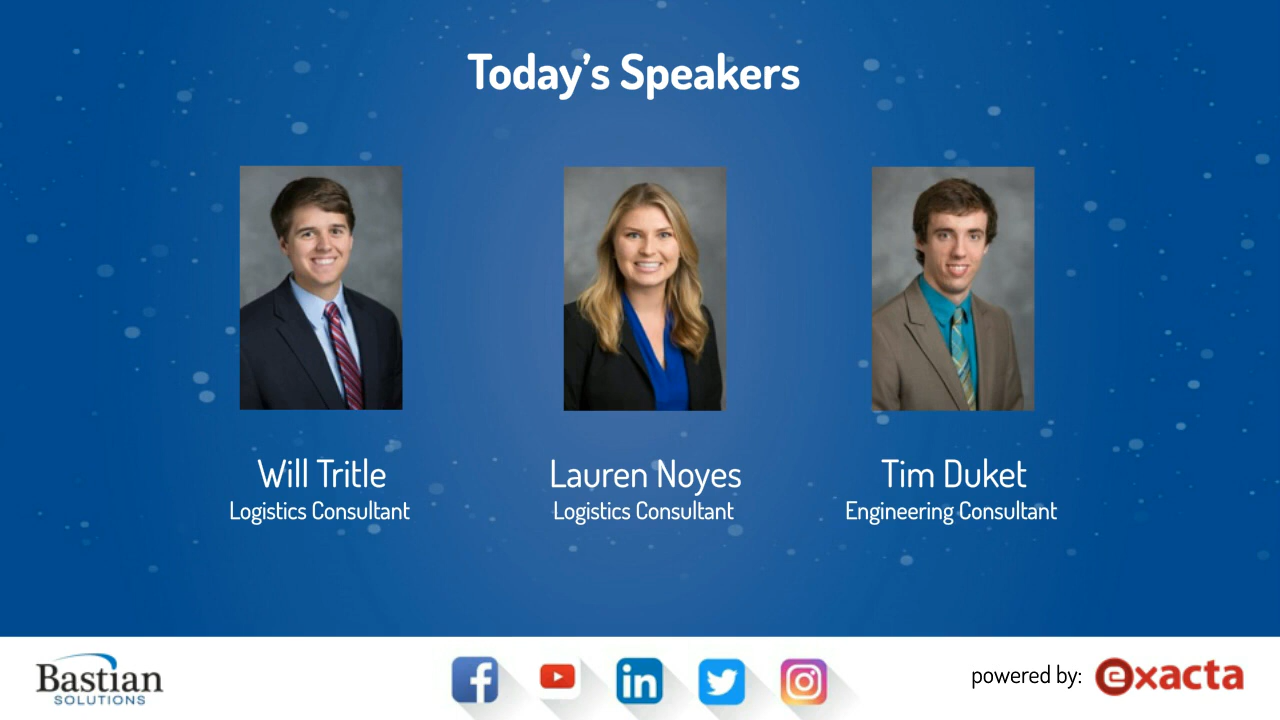 Today's Speakers
Will Tritle
Logistics Consultant
Lauren Noyes
Logistics Consultant
Tim Duket
Engineering Consultant
Bastian
SOLUTIONS
f
in
powered by:
exacta